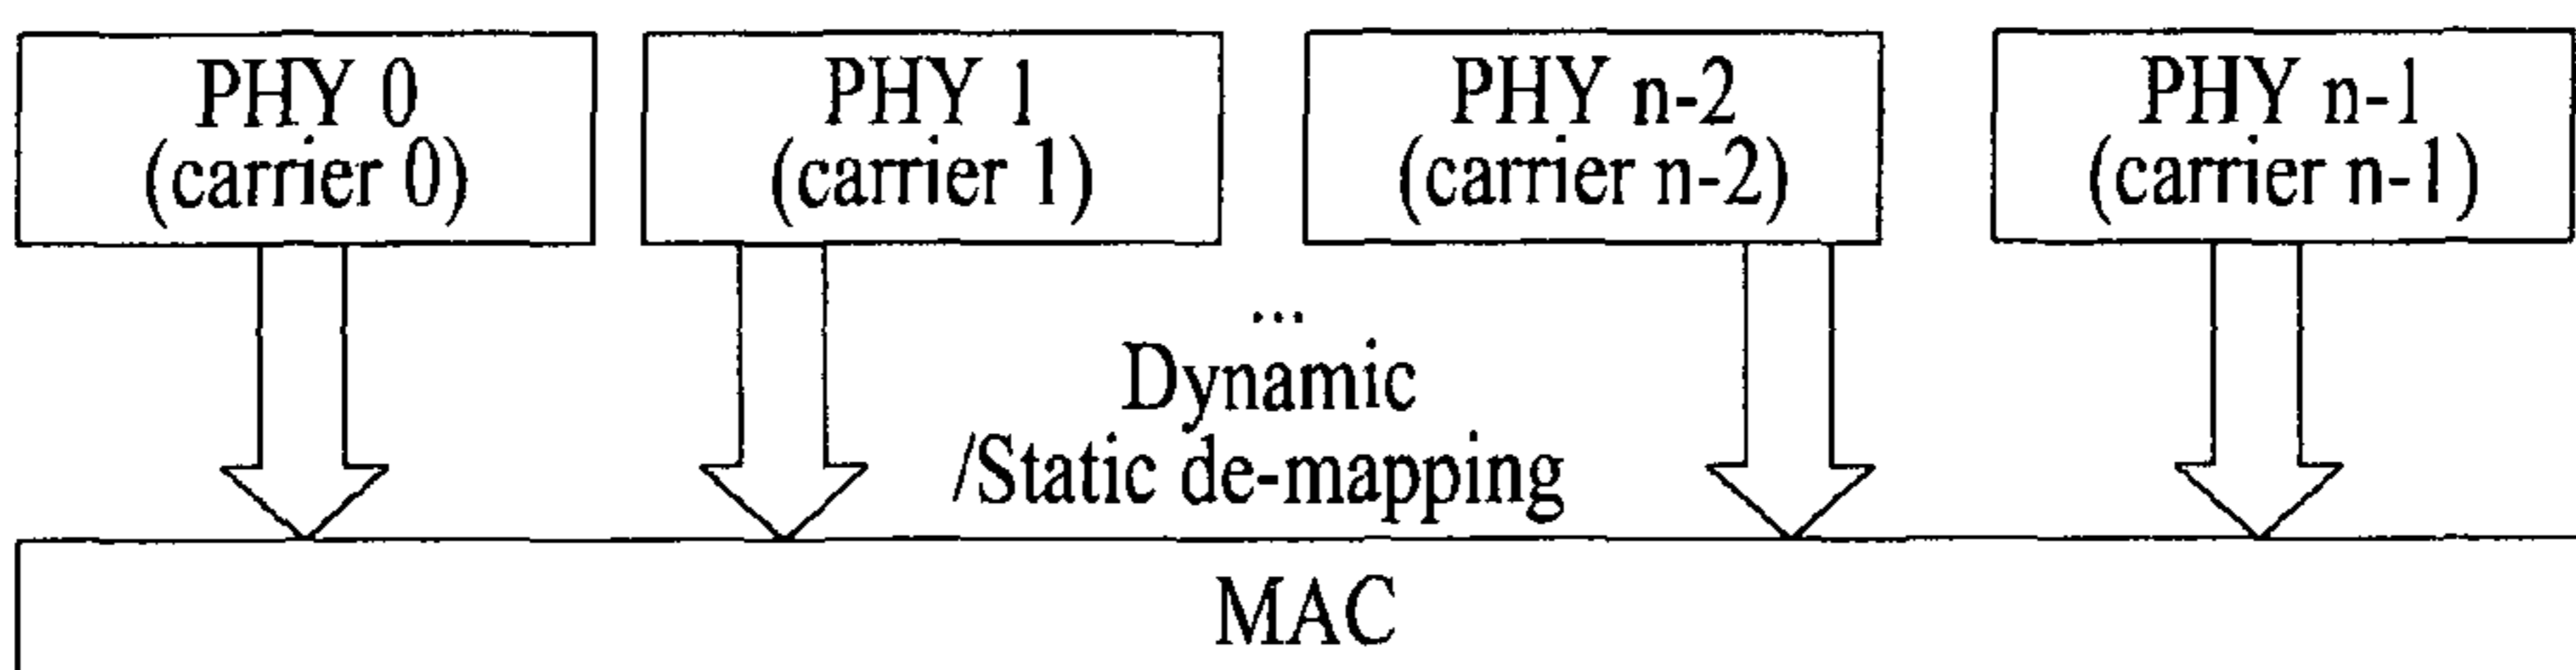 PHY 0
(carrier 0)
PHY 1
(carrier 1)
PHY n-2
(carrier n-2)
PHY n-1
(carrier n-1)
...
Dynamic
/Static de-mapping
MAC